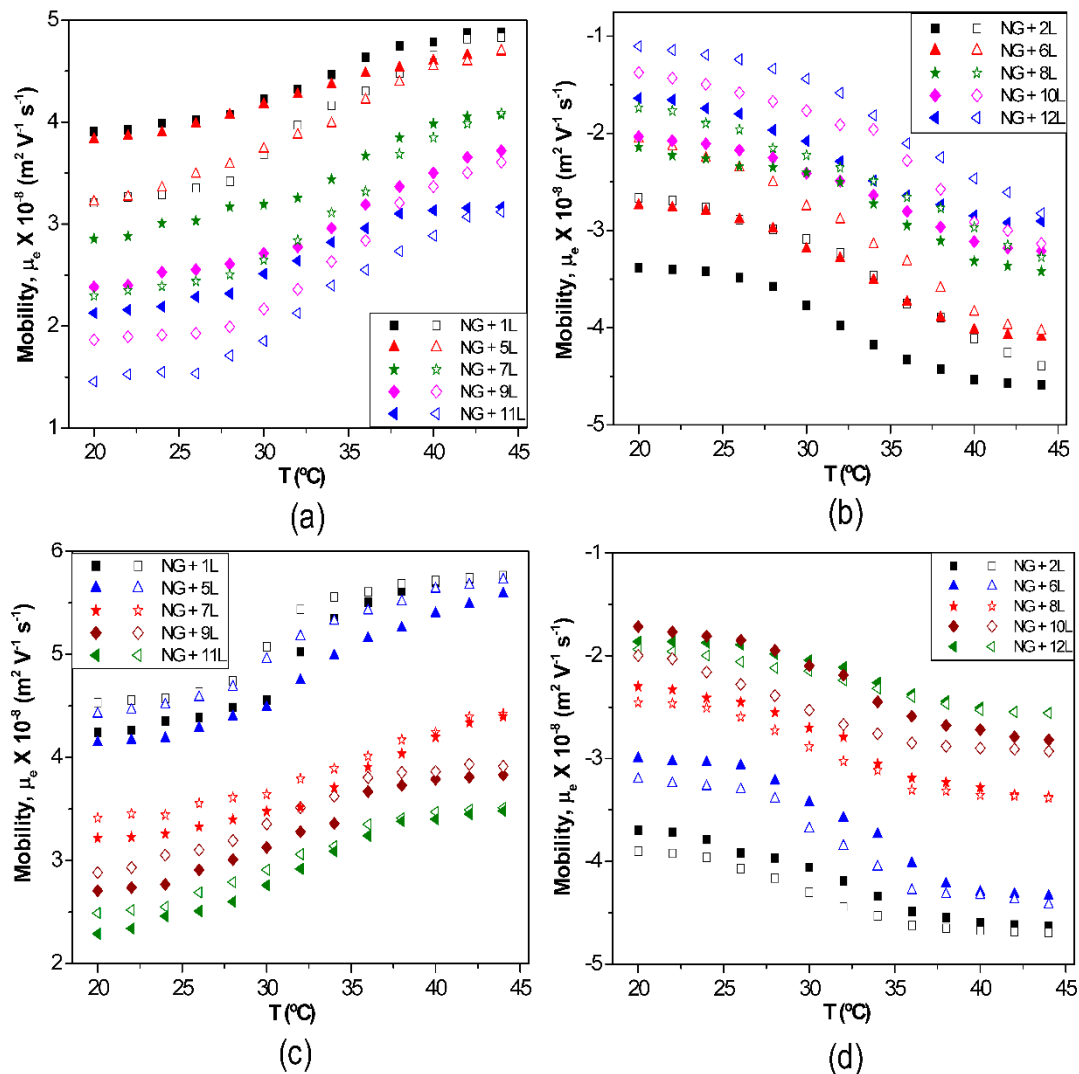 5
4
3
2
1
Mobility, μe X 10-8 (m2 V-1 s-1)
NG + 1L
NG + 5L
NG + 7L
NG + 9L
NG + 11L
20 25 30 35 40 45
T (ºC)
(a)
-1
-2
-3
-4
-5
Mobility, μe X 10-8 (m2 V-1 s-1)
NG + 2L
NG + 6L
NG + 8L
NG + 10L
NG + 12L
20 25 30 35 40 45
T (ºC)
(b)
6
5
4
3
2
Mobility, μe X 10-8 (m2 V-1 s-1)
NG + 1L
NG + 5L
NG + 7L
NG + 9L
NG + 11L
20 25 30 35 40 45
T (ºC)
(c)
-1
-2
-3
-4
-5
Mobility, μe X 10-8 (m2 V-1 s-1)
NG + 2L
NG + 6L
NG + 8L
NG + 10L
NG + 12L
20 25 30 35 40 45
T (ºC)
(d)